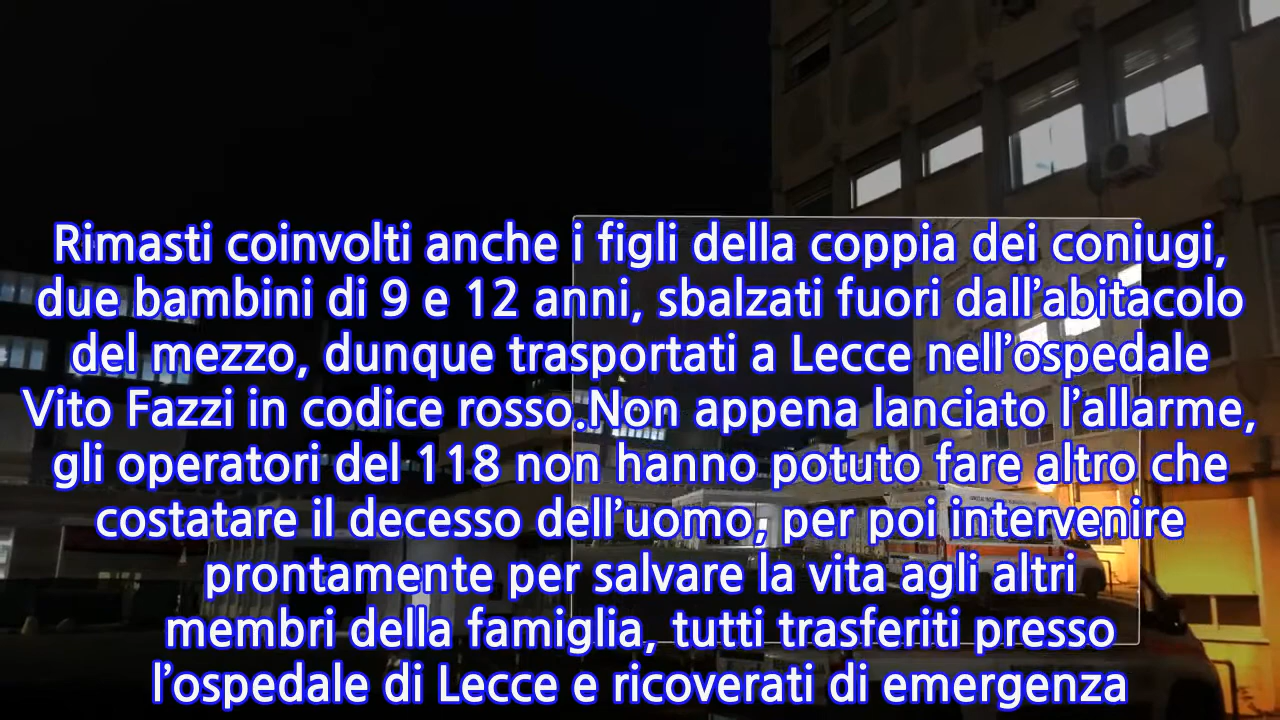 Rimasti coinvolti anche i figli della coppia dei coniugi,
due bambini di 9 e 12 anni, sbalzati fuori dall’abitacolo
del mezzo, dunque trasportati a Lecce nell’ospedale
Vito Fazzi in codice rosso.Non appena lanciato l’allarme,
gli operatori del 118 non hanno potuto fare altro che
costatare il decesso dell’uomo, per poi intervenire
prontamente per salvare la vita agli altri
membri della famiglia, tutti trasferiti presso
l’ospedale di Lecce e ricoverati di emergenza